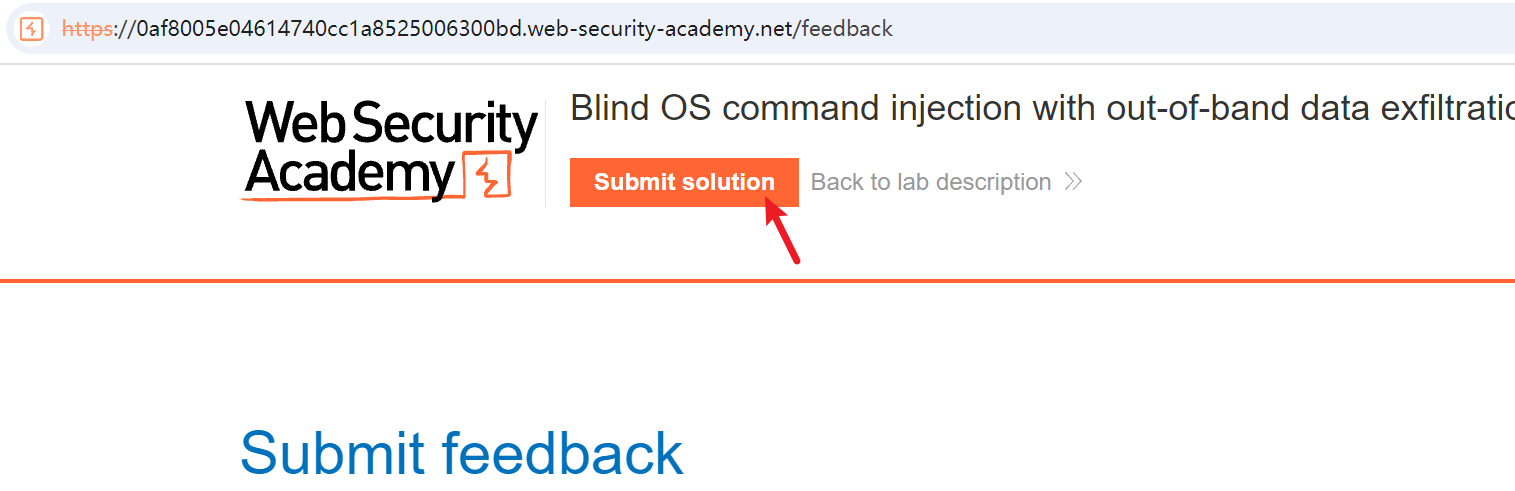 https://0af8005e04614740cc1a8525006300bd.web-security-academy.net/feedback
Web Security
Academy
Blind OS command injection with out-of-band data exfiltratio
Submit solution
Back to lab description
Submit feedback